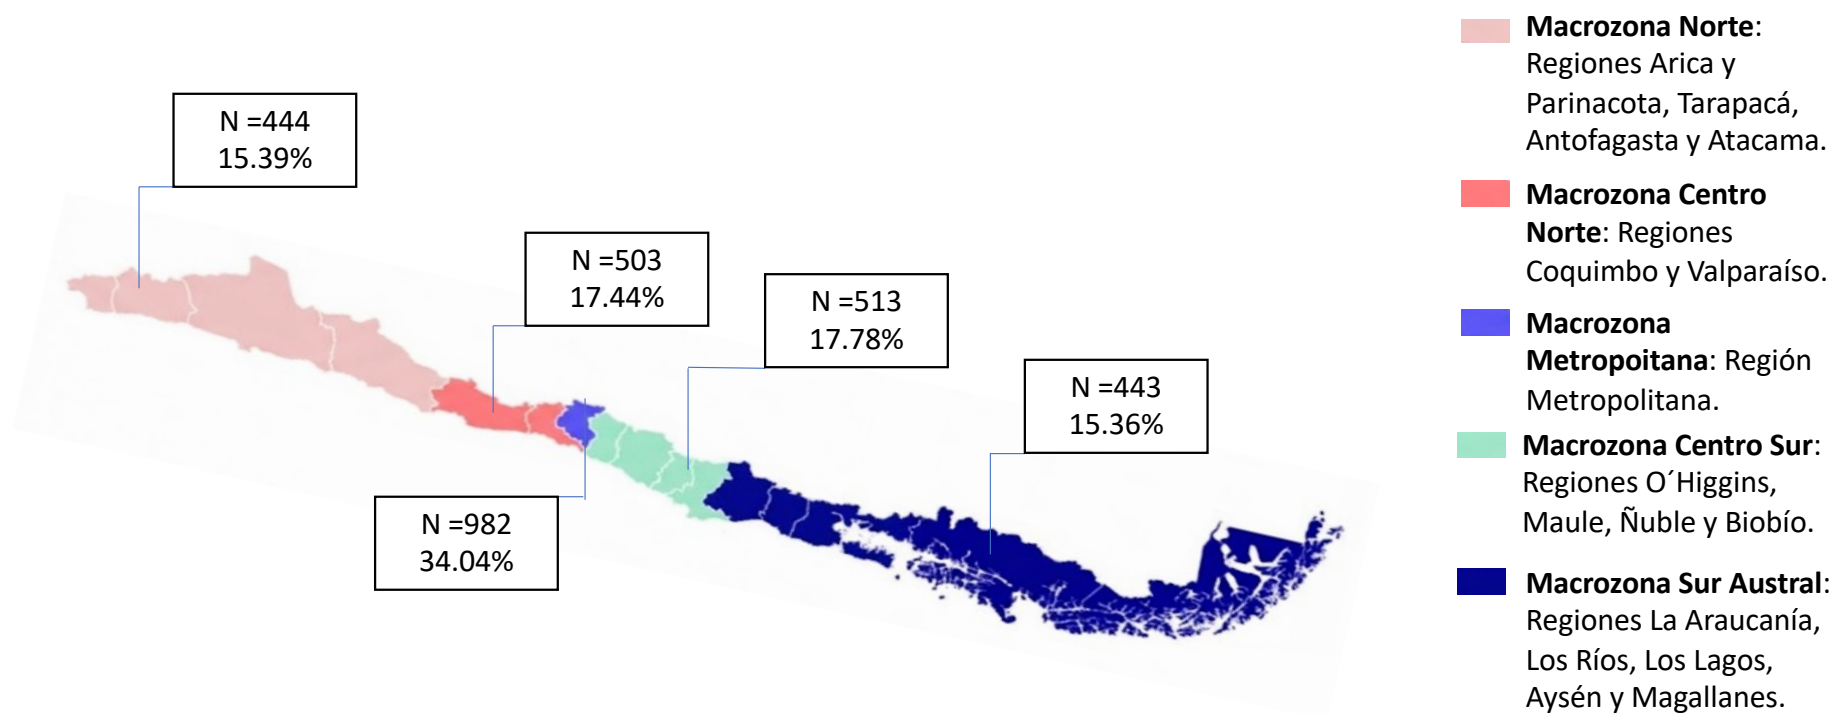 N =444
15.39%
N =503
17.44%
N =513
17.78%
N =443
15.36%
N =982
34.04%
Macrozona Norte:
Regiones Arica y
Parinacota, Tarapacá,
Antofagasta y Atacama.
Macrozona Centro
Norte: Regiones
Coquimbo y Valparaíso.
Macrozona
Metropoitana: Región
Metropolitana.
Macrozona Centro Sur:
Regiones O´Higgins,
Maule, Ñuble y Biobío.
Macrozona Sur Austral:
Regiones La Araucanía,
Los Ríos, Los Lagos,
Aysén y Magallanes.